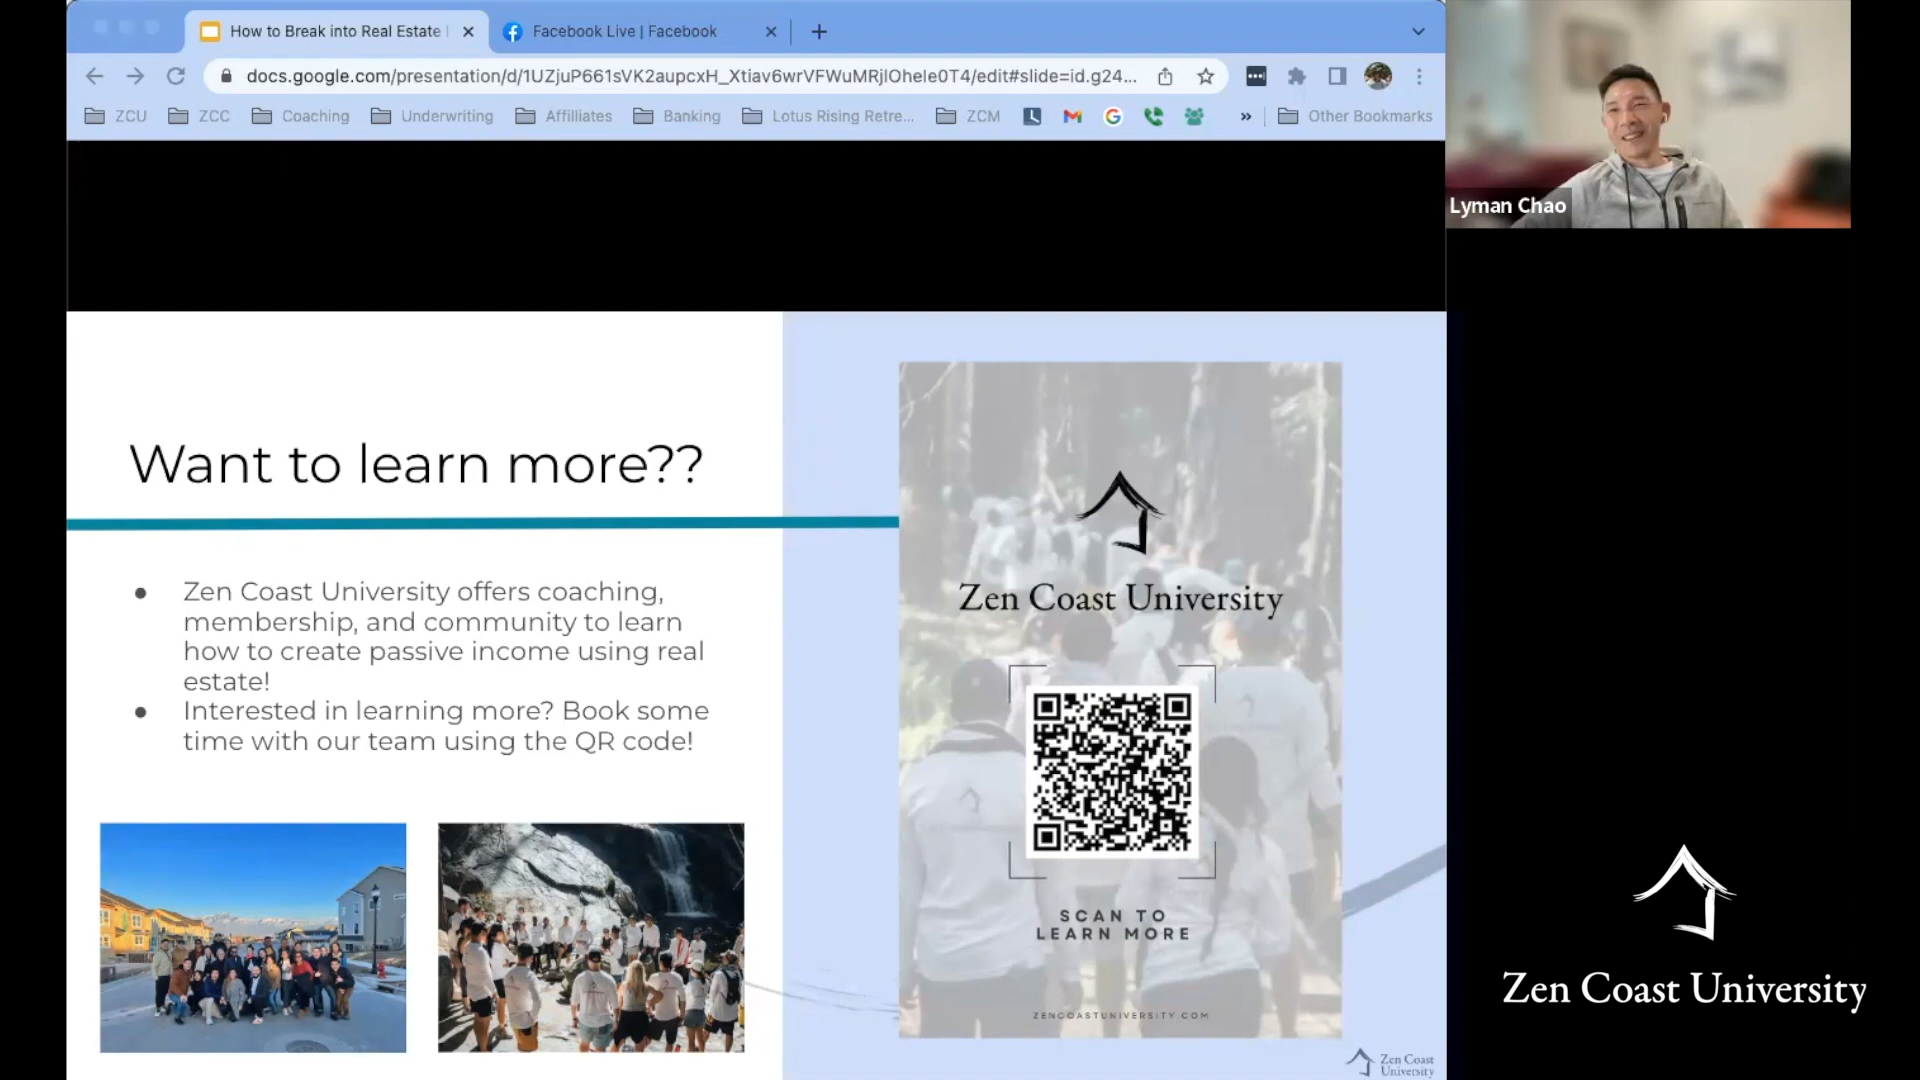 How to Break into Real Estate
Facebook Live | Facebook
docs.google.com/presentation/d/1UZjuP661sVK2aupcxH_Xtiav6wrVFWuMRjlOhele0T4/edit#slide=id.g24...
ZCU
ZCC
Coaching
Underwriting
Affilliates
Banking
Lotus Rising Retre...
ZCM
»
Other Bookmarks
Lyman Chao
Want to learn more??
● Zen Coast University offers coaching,
membership, and community to learn
how to create passive income using real
estate!
● Interested in learning more? Book some
time with our team using the QR code!
Zen Coast University
SCAN TO
LEARN MORE
ZENCOASTUNIVERSITY.COM
Zen Coast
University
Zen Coast University